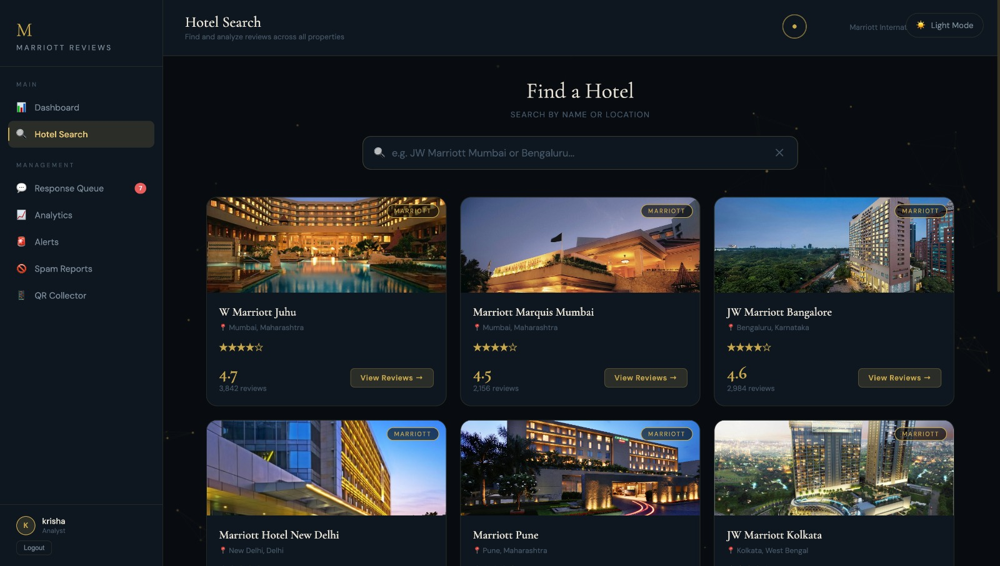 M
MARRIOTT REVIEWS
MAIN
Dashboard
Hotel Search
MANAGEMENT
Response Queue 7
Analytics
Alerts
Spam Reports
QR Collector
K
krisha
Analyst
Logout
Hotel Search
Find and analyze reviews across all properties
Marriott Internat
Light Mode
Find a Hotel
SEARCH BY NAME OR LOCATION
e.g. JW Marriott Mumbai or Bengaluru...
MARRIOTT
W Marriott Juhu
Mumbai, Maharashtra
4.7
3,842 reviews
View Reviews →
MARRIOTT
Marriott Marquis Mumbai
Mumbai, Maharashtra
4.5
2,156 reviews
View Reviews →
MARRIOTT
JW Marriott Bangalore
Bengaluru, Karnataka
4.6
2,984 reviews
View Reviews →
MARRIOTT
Marriott Hotel New Delhi
New Delhi, Delhi
MARRIOTT
COURTYARD
Marriott Pune
Pune, Maharashtra
MARRIOTT
JW Marriott Kolkata
Kolkata, West Bengal